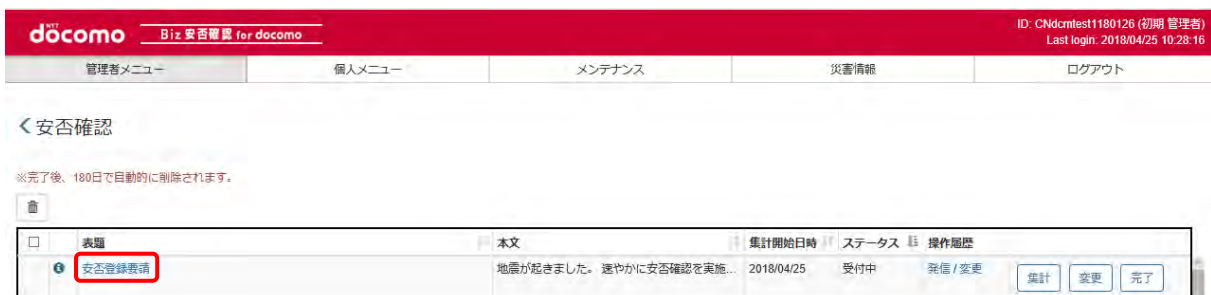 NTT
döcomo Biz 安否確認 for docomo
ID: CNdcmtest1180126 (初期 管理者)
Last login: 2018/04/25 10:28:16
管理者メニュー 個人メニュー メンテナンス 災害情報 ログアウト
安否確認
※完了後、180日で自動的に削除されます。
表題 本文 集計開始日時 ステータス 操作履歴
安否登録要請 地震が起きました。 速やかに安否確認を実施... 2018/04/25 受付中 発信 / 変更 集計 変更 完了